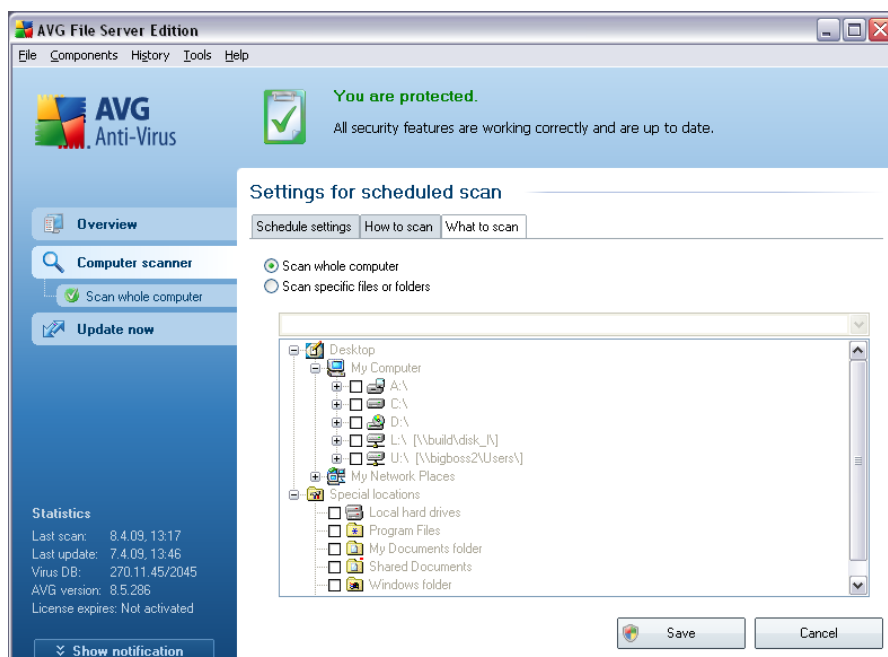 AVG File Server Edition
File Components History Tools Help
AVG
Anti-Virus
You are protected.
All security features are working correctly and are up to date.
Settings for scheduled scan
Schedule settings How to scan What to scan
Overview
Computer scanner
Scan whole computer
Update now
Scan whole computer
Scan specific files or folders
Desktop
My Computer
A:\
C:\
D:\
L:\ [\\build\disk_l\]
U:\ [\\bigboss2\Users\]
My Network Places
Special locations
Local hard drives
Program Files
My Documents folder
Shared Documents
Windows folder
Statistics
Last scan: 8.4.09, 13:17
Last update: 7.4.09, 13:46
Virus DB: 270.11.45/2045
AVG version: 8.5.286
License expires: Not activated
Show notification
Save Cancel